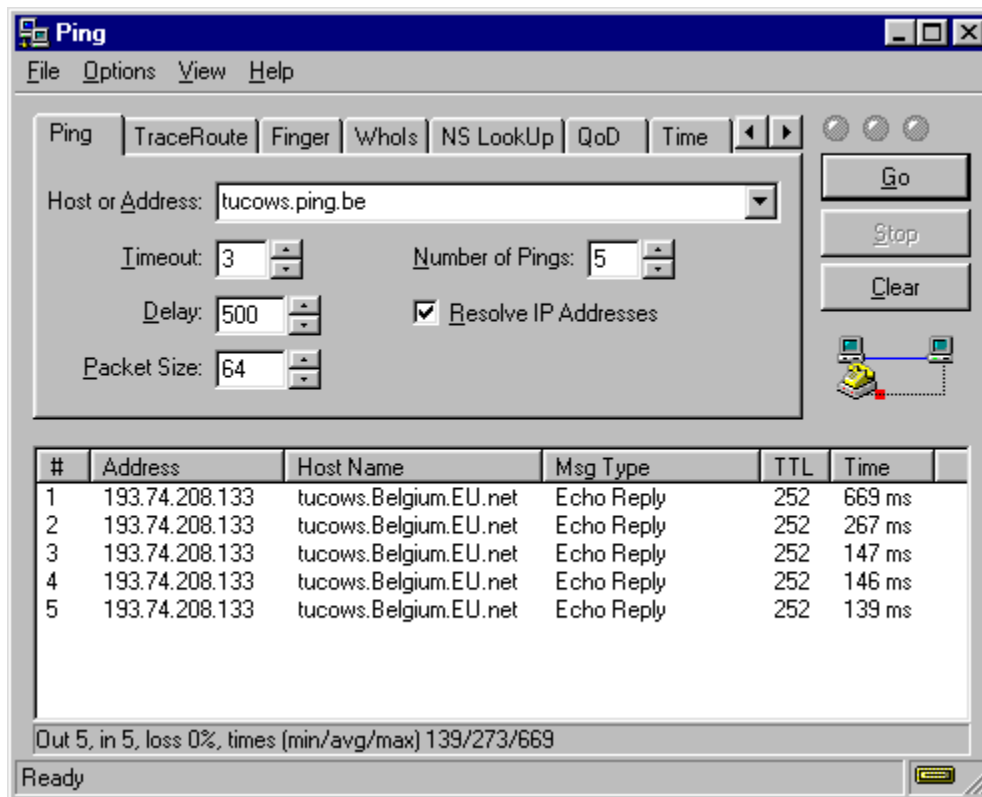 Ping
File Options View Help
Ping TraceRoute Finger WhoIs NS LookUp QoD Time
Host or Address: tucows.ping.be
Timeout: 3 Number of Pings: 5
Delay: 500 Resolve IP Addresses
Packet Size: 64
Go
Stop
Clear
# Address Host Name Msg Type TTL Time
1 193.74.208.133 tucows.Belgium.EU.net Echo Reply 252 669 ms
2 193.74.208.133 tucows.Belgium.EU.net Echo Reply 252 267 ms
3 193.74.208.133 tucows.Belgium.EU.net Echo Reply 252 147 ms
4 193.74.208.133 tucows.Belgium.EU.net Echo Reply 252 146 ms
5 193.74.208.133 tucows.Belgium.EU.net Echo Reply 252 139 ms
Out 5, in 5, loss 0%, times (min/avg/max) 139/273/669
Ready